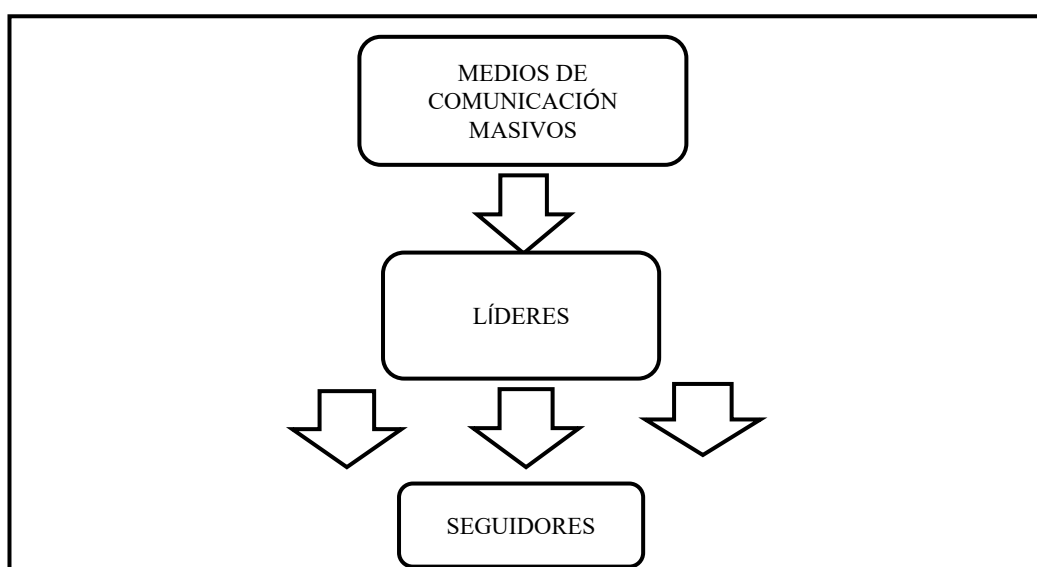 MEDIOS DE
COMUNICACIÓN
MASIVOS
LÍDERES
SEGUIDORES